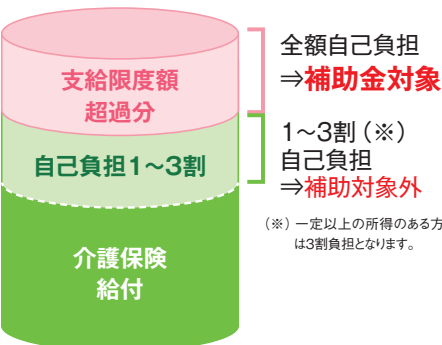 支給限度額
超過分
自己負担1〜3割
介護保険
給付
全額自己負担
⇒補助金対象
1〜3割（※）
自己負担
⇒補助対象外
（※）一定以上の所得のある方
は3割負担となります。